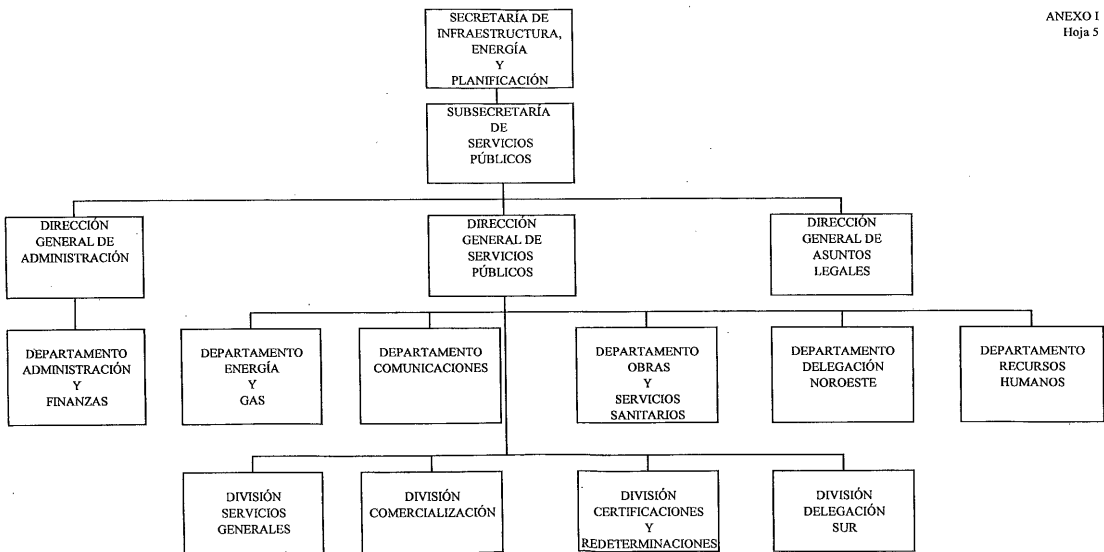 ANEXO I
Hoja 5
SECRETARÍA DE
INFRAESTRUCTURA,
ENERGÍA
Y
PLANIFICACIÓN
SUBSECRETARÍA
DE
SERVICIOS
PÚBLICOS
DIRECCIÓN
GENERAL DE
ADMINISTRACIÓN
DIRECCIÓN
GENERAL DE
SERVICIOS
PÚBLICOS
DIRECCIÓN
GENERAL DE
ASUNTOS
LEGALES
DEPARTAMENTO
ADMINISTRACIÓN
Y
FINANZAS
DEPARTAMENTO
ENERGÍA
Y
GAS
DEPARTAMENTO
COMUNICACIONES
DEPARTAMENTO
OBRAS
Y
SERVICIOS
SANITARIOS
DEPARTAMENTO
DELEGACIÓN
NOROESTE
DEPARTAMENTO
RECURSOS
HUMANOS
DIVISIÓN
SERVICIOS
GENERALES
DIVISIÓN
COMERCIALIZACIÓN
DIVISIÓN
CERTIFICACIONES
Y
REDETERMINACIONES
DIVISIÓN
DELEGACIÓN
SUR